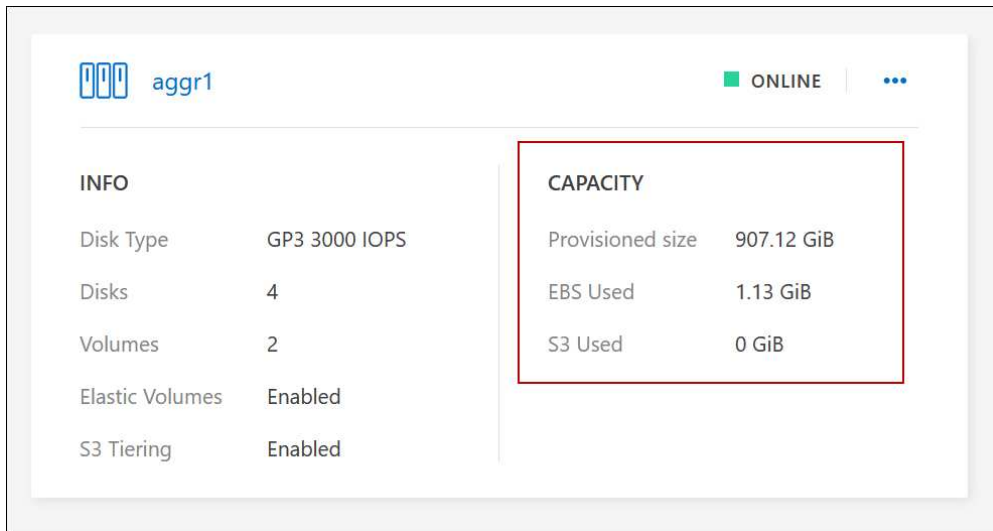 aggr1
ONLINE
INFO
Disk Type GP3 3000 IOPS
Disks 4
Volumes 2
Elastic Volumes Enabled
S3 Tiering Enabled
CAPACITY
Provisioned size 907.12 GiB
EBS Used 1.13 GiB
S3 Used 0 GiB